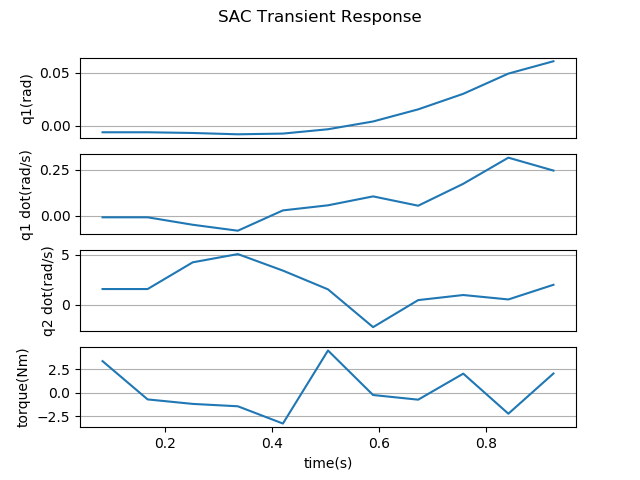 SAC Transient Response
q1(rad)
0.05
0.00
q1 dot(rad/s)
0.25
0.00
q2 dot(rad/s)
5
0
torque(Nm)
2.5
0.0
−2.5
0.2 0.4 0.6 0.8
time(s)